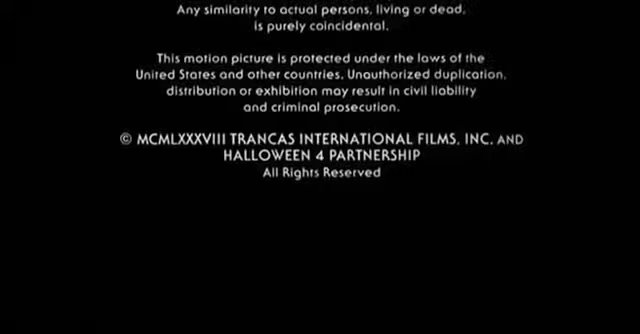 Any similarity to actual persons, living or dead,
is purely coincidental.
This motion picture is protected under the laws of the
United States and other countries. Unauthorized duplication,
distribution or exhibition may result in civil liability
and criminal prosecution.
© MCMLXXXVIII TRANCAS INTERNATIONAL FILMS, INC. AND
HALLOWEEN 4 PARTNERSHIP
All Rights Reserved